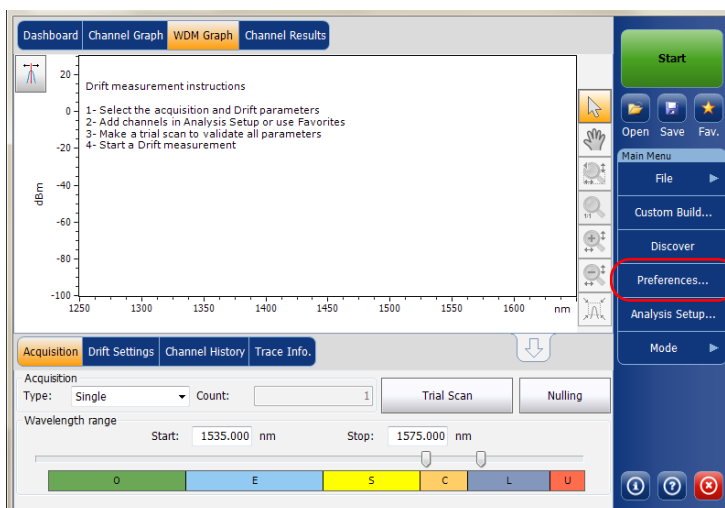 Dashboard Channel Graph WDM Graph Channel Results
Drift measurement instructions
1- Select the acquisition and Drift parameters
2- Add channels in Analysis Setup or use Favorites
3- Make a trial scan to validate all parameters
4- Start a Drift measurement
dBm
20
0
-20
-40
-60
-80
-100
1250 1300 1350 1400 1450 1500 1550 1600 nm
1:1
Start
Open Save Fav.
Main Menu
File
Custom Build...
Discover
Preferences...
Analysis Setup...
Mode
Acquisition Drift Settings Channel History Trace Info.
Acquisition
Type: Single Count: 1 Trial Scan Nulling
Wavelength range
Start: 1535.000 nm Stop: 1575.000 nm
O E S C L U